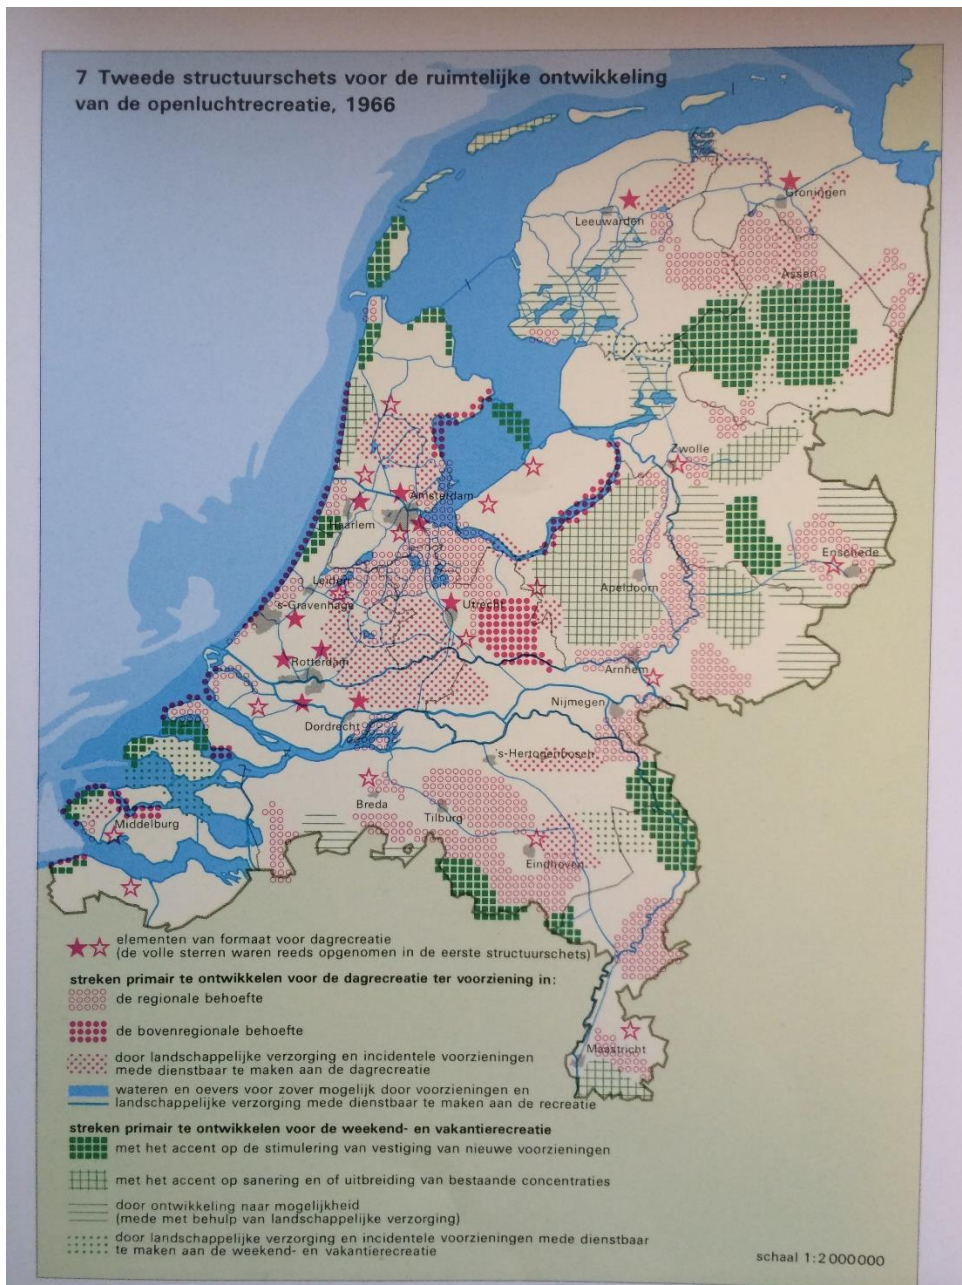 7 Tweede structuurschets voor de ruimtelijke ontwikkeling
van de openluchtrecreatie, 1966
Groningen
Leeuwarden
Assen
Zwolle
Amsterdam
Haarlem
Enschede
Leiden
Apeldoorn
's-Gravenhage
Utrecht
Rotterdam
Arnhem
Nijmegen
Dordrecht
's-Hertogenbosch
Breda
Tilburg
Middelburg
Eindhoven
Maastricht
elementen van formaat voor dagrecreatie
(de volle sterren waren reeds opgenomen in de eerste structuurschets)
streken primair te ontwikkelen voor de dagrecreatie ter voorziening in:
de regionale behoefte
de bovenregionale behoefte
door landschappelijke verzorging en incidentele voorzieningen
mede dienstbaar te maken aan de dagrecreatie
wateren en oevers voor zover mogelijk door voorzieningen en
landschappelijke verzorging mede dienstbaar te maken aan de recreatie
streken primair te ontwikkelen voor de weekend- en vakantierecreatie
met het accent op de stimulering van vestiging van nieuwe voorzieningen
met het accent op sanering en of uitbreiding van bestaande concentraties
door ontwikkeling naar mogelijkheid
(mede met behulp van landschappelijke verzorging)
door landschappelijke verzorging en incidentele voorzieningen mede dienstbaar
te maken aan de weekend- en vakantierecreatie
schaal 1:2 000 000